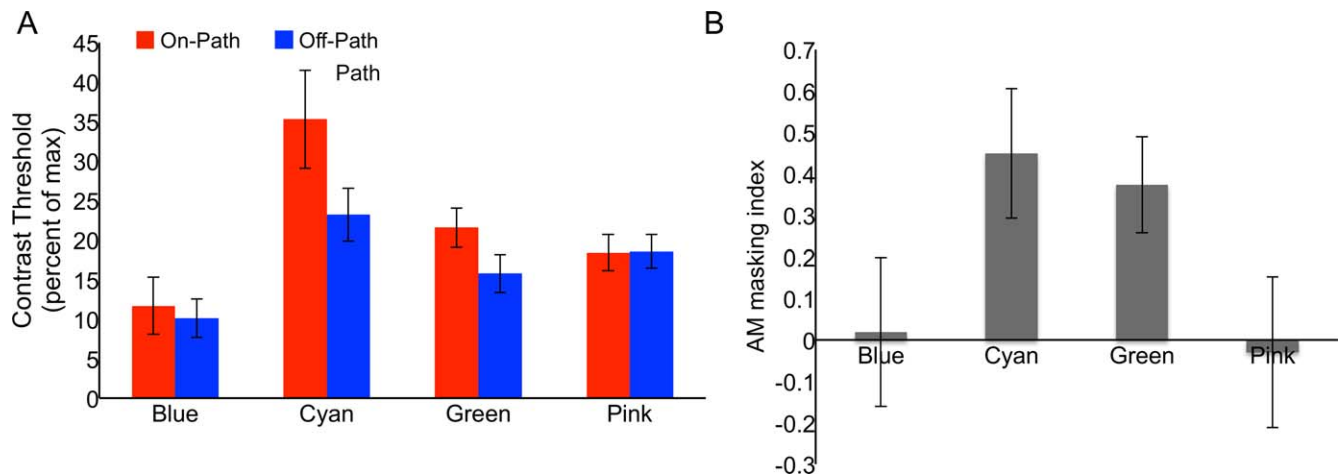 A
On-Path Off-Path
Path
Contrast Threshold
(percent of max)
45
40
35
30
25
20
15
10
5
0
Blue Cyan Green Pink
B
AM masking index
0.7
0.6
0.5
0.4
0.3
0.2
0.1
0
-0.1
-0.2
-0.3
Blue Cyan Green Pink